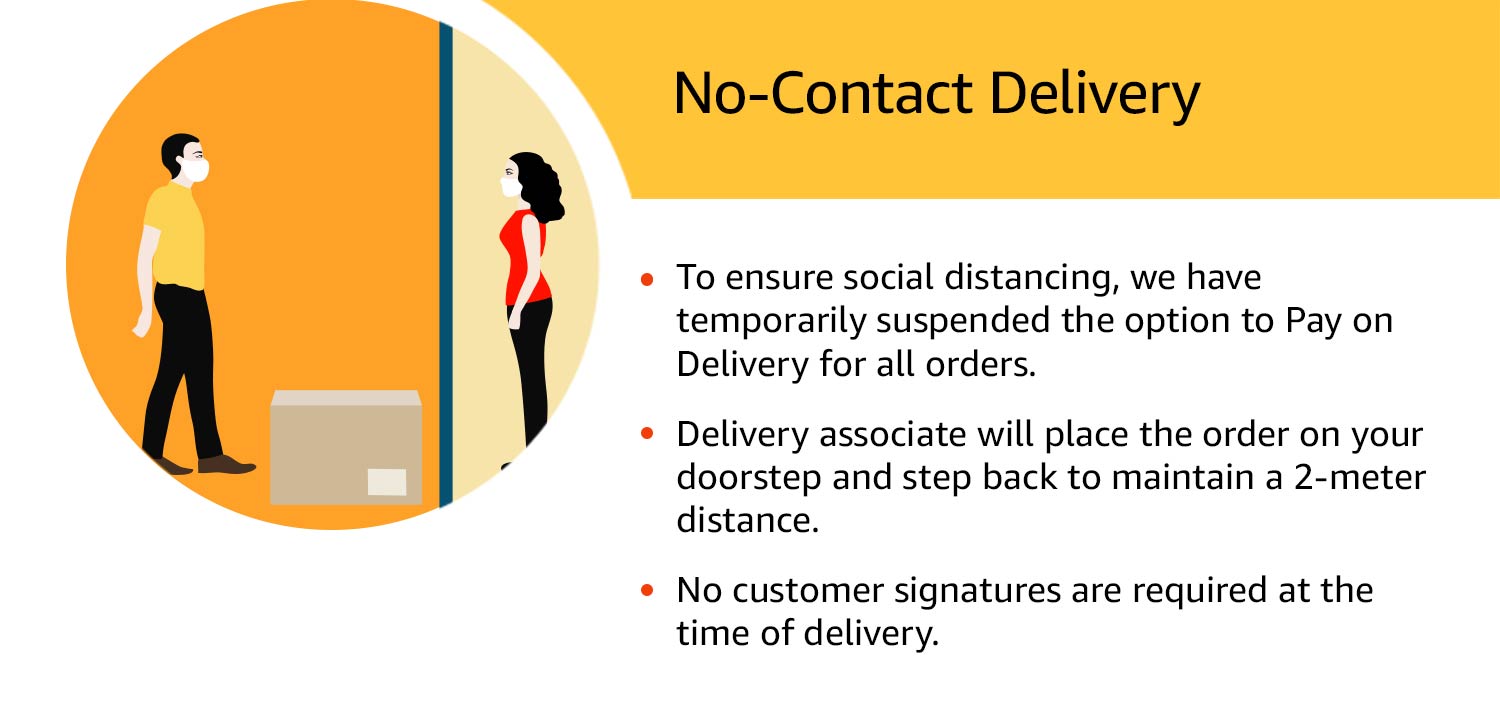 No-Contact Delivery
• To ensure social distancing, we have
temporarily suspended the option to Pay on
Delivery for all orders.
• Delivery associate will place the order on your
doorstep and step back to maintain a 2-meter
distance.
• No customer signatures are required at the
time of delivery.